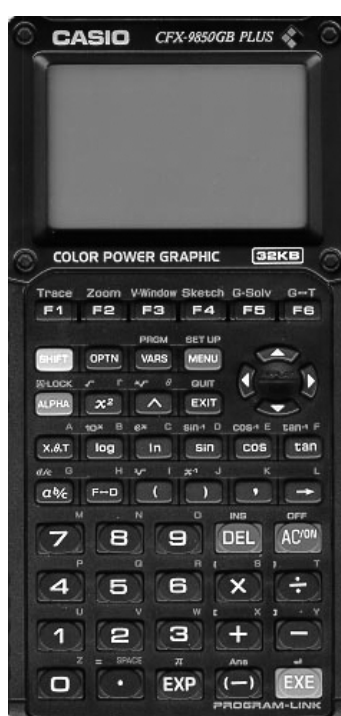 CASIO CFX-9850GB PLUS
COLOR POWER GRAPHIC 32KB
Trace Zoom V-Window Sketch G-Solv G↔T
F1 F2 F3 F4 F5 F6
PRGM SET UP
SHIFT OPTN VARS MENU
-LOCK √ r ˣ√ θ QUIT
ALPHA x² ^ EXIT
A 10ˣ B eˣ C sin⁻¹ D cos⁻¹ E tan⁻¹ F
X,θ,T log ln sin cos tan
d/c G H ³√ I x⁻¹ J K L
a b/c F↔D ( ) , →
M N O INS OFF
7 8 9 DEL AC/ON
P Q R { S } T
4 5 6 × ÷
U V W [ X ] Y
1 2 3 + −
Z = SPACE π Ans ↵
0 . EXP (−) EXE
PROGRAM-LINK